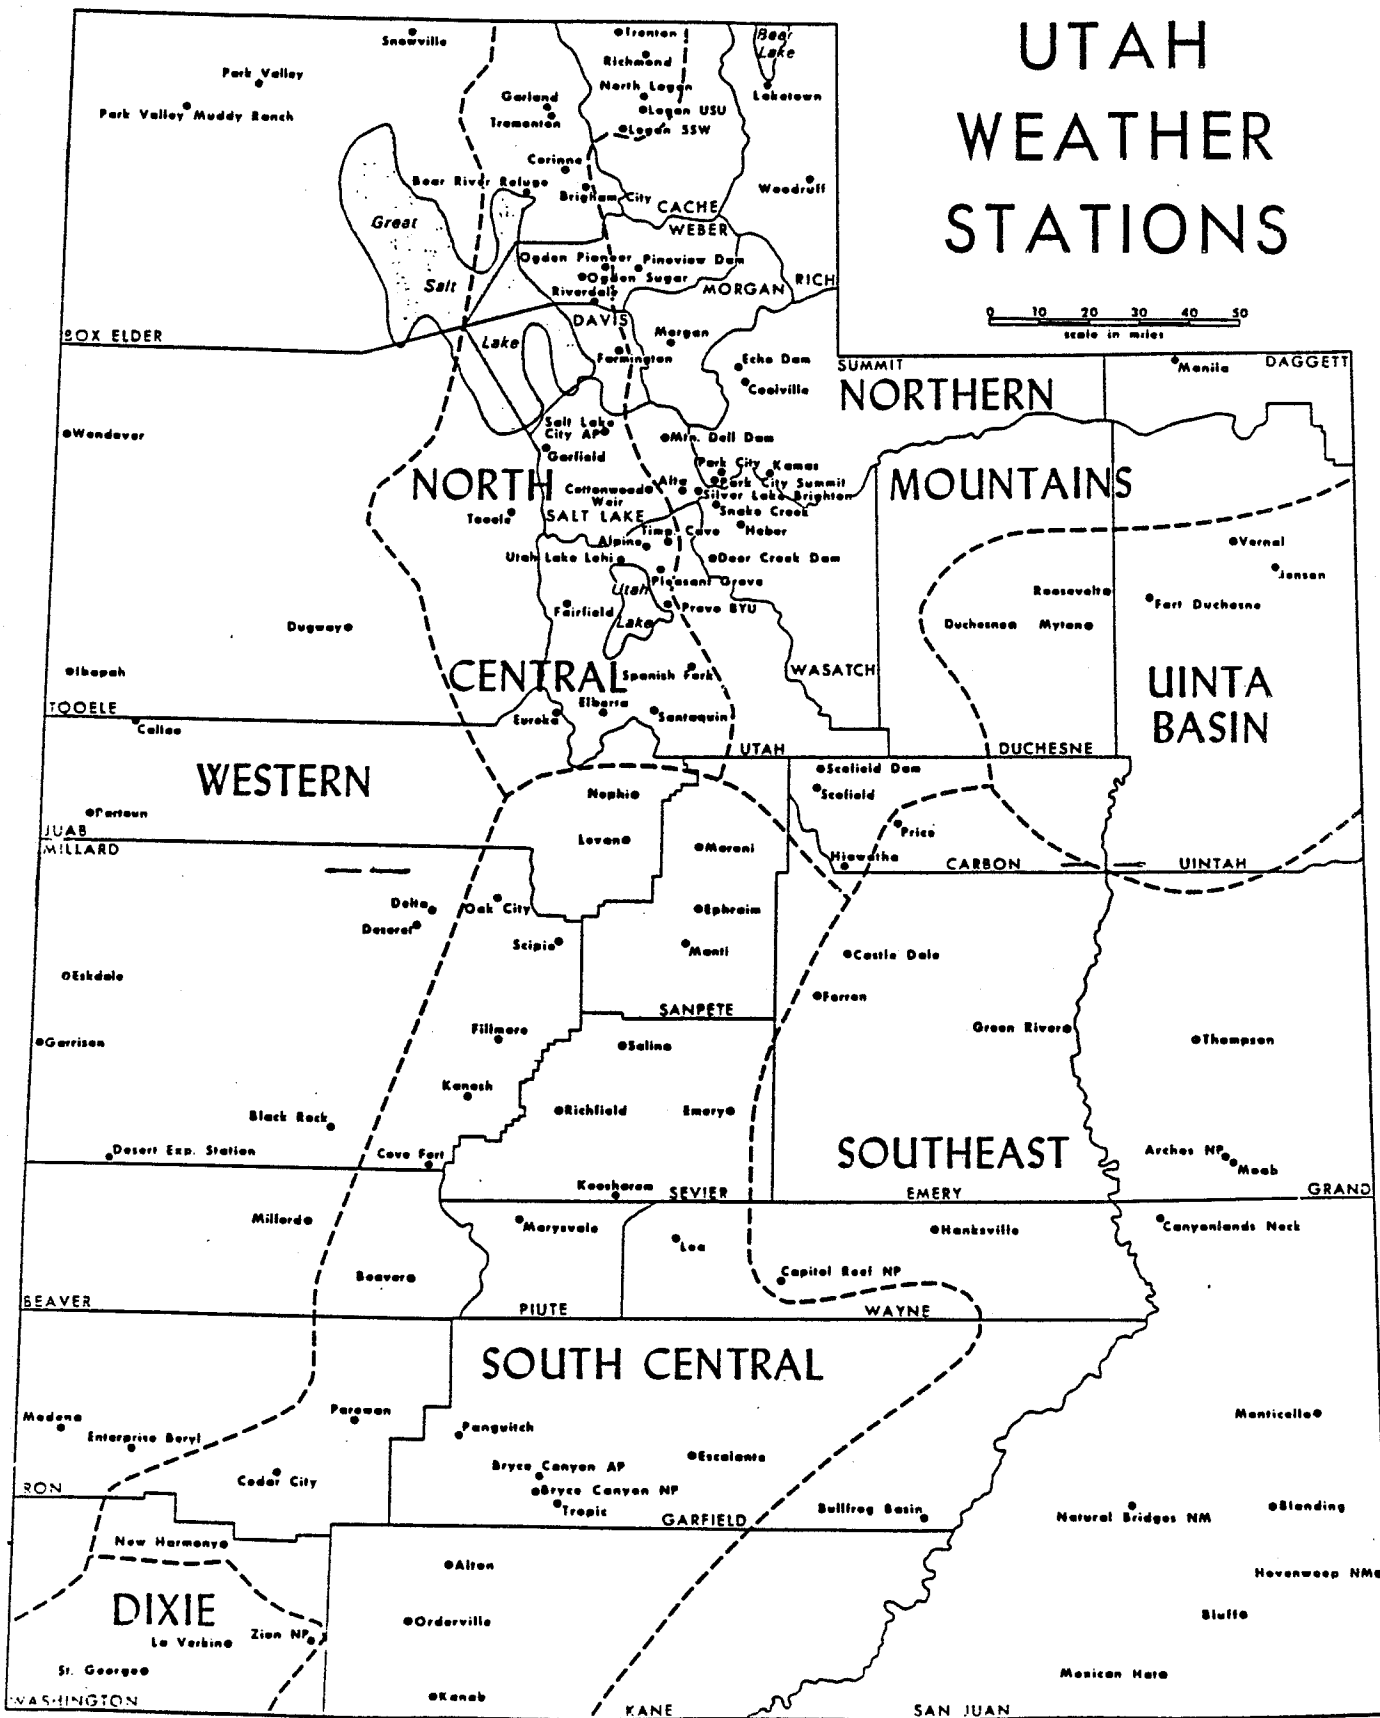 UTAH
WEATHER
STATIONS
0 10 20 30 40 50
scale in miles
Snowville
Trenton
Bear
Lake
Richmond
Park Valley
North Logan
Laketown
Garland
Logan USU
Park Valley Muddy Ranch
Tremonton
Logan SSW
Corinne
Bear River Refuge
Brigham City
Woodruff
CACHE
WEBER
Great
Salt
Lake
Ogden Pioneer
Pineview Dam
Ogden Sugar
Riverdale
MORGAN
RICH
DAVIS
Morgan
BOX ELDER
Farmington
Echo Dam
Coalville
SUMMIT
Manila
DAGGETT
NORTHERN
MOUNTAINS
Wendover
Salt Lake
City AP
Mtn. Dell Dam
Garfield
Park City
Kamas
NORTH
CENTRAL
Cottonwood
Weir
Alta
Park City Summit
Silver Lake Brighton
Tooele
SALT LAKE
Snake Creek
Timp. Cave
Heber
Alpine
Vernal
Utah Lake Lehi
Deer Creek Dam
Jensen
Pleasant Grove
Utah
Lake
Roosevelt
Fort Duchesne
Fairfield
Provo BYU
Dugway
Duchesne
Myton
Ibapah
Spanish Fork
WASATCH
UINTA
BASIN
TOOELE
Callao
Eureka
Elberta
Santaquin
UTAH
DUCHESNE
WESTERN
Scofield Dam
Nephi
Scofield
Partoun
JUAB
MILLARD
Levan
Moroni
Price
Hiawatha
CARBON
UINTAH
Delta
Oak City
Ephraim
Deseret
Scipio
Manti
Castle Dale
Eskdale
Ferron
SANPETE
Garrison
Fillmore
Salina
Green River
Thompson
Kanosh
Black Rock
Richfield
Emery
SOUTHEAST
Desert Exp. Station
Cove Fort
Arches NP
Moab
Koosharem
SEVIER
EMERY
GRAND
Milford
Marysvale
Loa
Hanksville
Canyonlands Neck
Beaver
Capitol Reef NP
BEAVER
PIUTE
WAYNE
SOUTH CENTRAL
Modena
Parowan
Monticello
Enterprise Beryl
Panguitch
Escalante
Cedar City
Bryce Canyon AP
RON
Bryce Canyon NP
Tropic
Bullfrog Basin
Natural Bridges NM
Blanding
GARFIELD
New Harmony
Alton
Hovenweep NM
DIXIE
Orderville
Bluff
La Verkin
Zion NP
St. George
Mexican Hat
WASHINGTON
Kanab
KANE
SAN JUAN